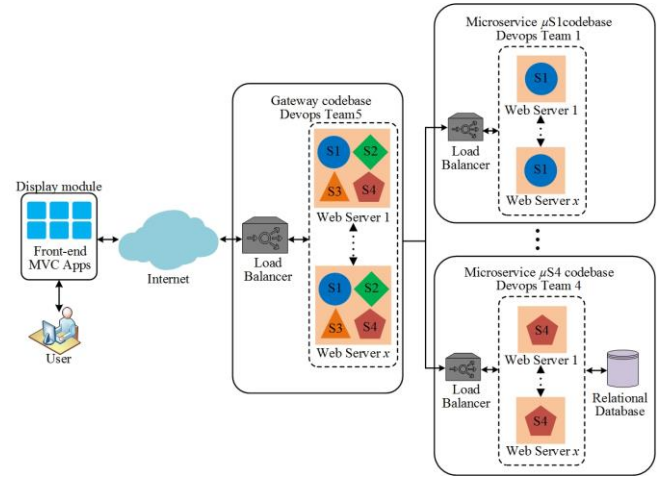 Display module
Front-end
MVC Apps
User
Internet
Gateway codebase
Devops Team5
Load
Balancer
S1
S2
S3
S4
Web Server 1
S1
S2
S3
S4
Web Server x
Microservice μS1codebase
Devops Team 1
Load
Balancer
S1
Web Server 1
S1
Web Server x
Microservice μS4 codebase
Devops Team 4
Load
Balancer
S4
Web Server 1
S4
Web Server x
Relational
Database